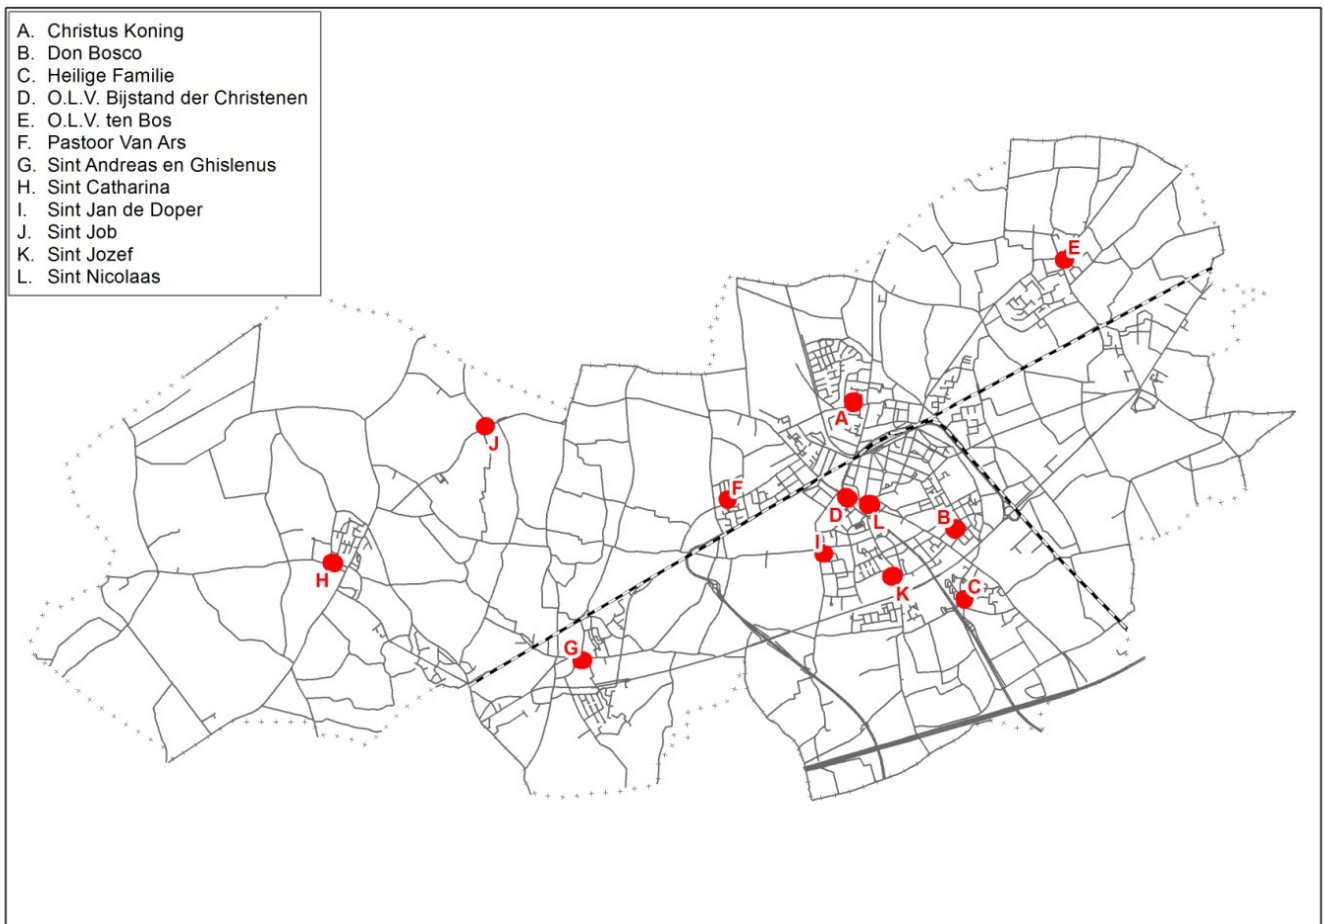 A. Christus Koning
B. Don Bosco
C. Heilige Familie
D. O.L.V. Bijstand der Christenen
E. O.L.V. ten Bos
F. Pastoor Van Ars
G. Sint Andreas en Ghislenus
H. Sint Catharina
I. Sint Jan de Doper
J. Sint Job
K. Sint Jozef
L. Sint Nicolaas
E
A
J
F
D
L
B
I
H
K
C
G